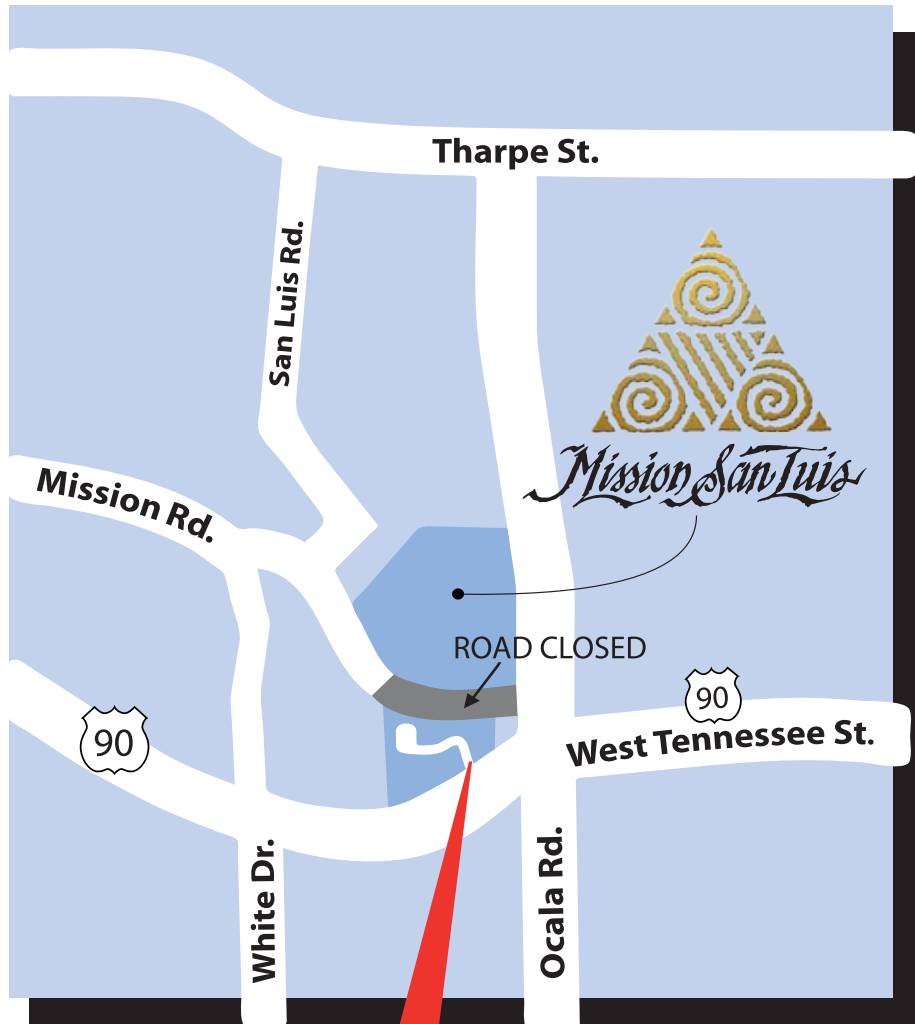 Tharpe St.
San Luis Rd.
Mission San Luis
Mission Rd.
ROAD CLOSED
90
90
West Tennessee St.
White Dr.
Ocala Rd.